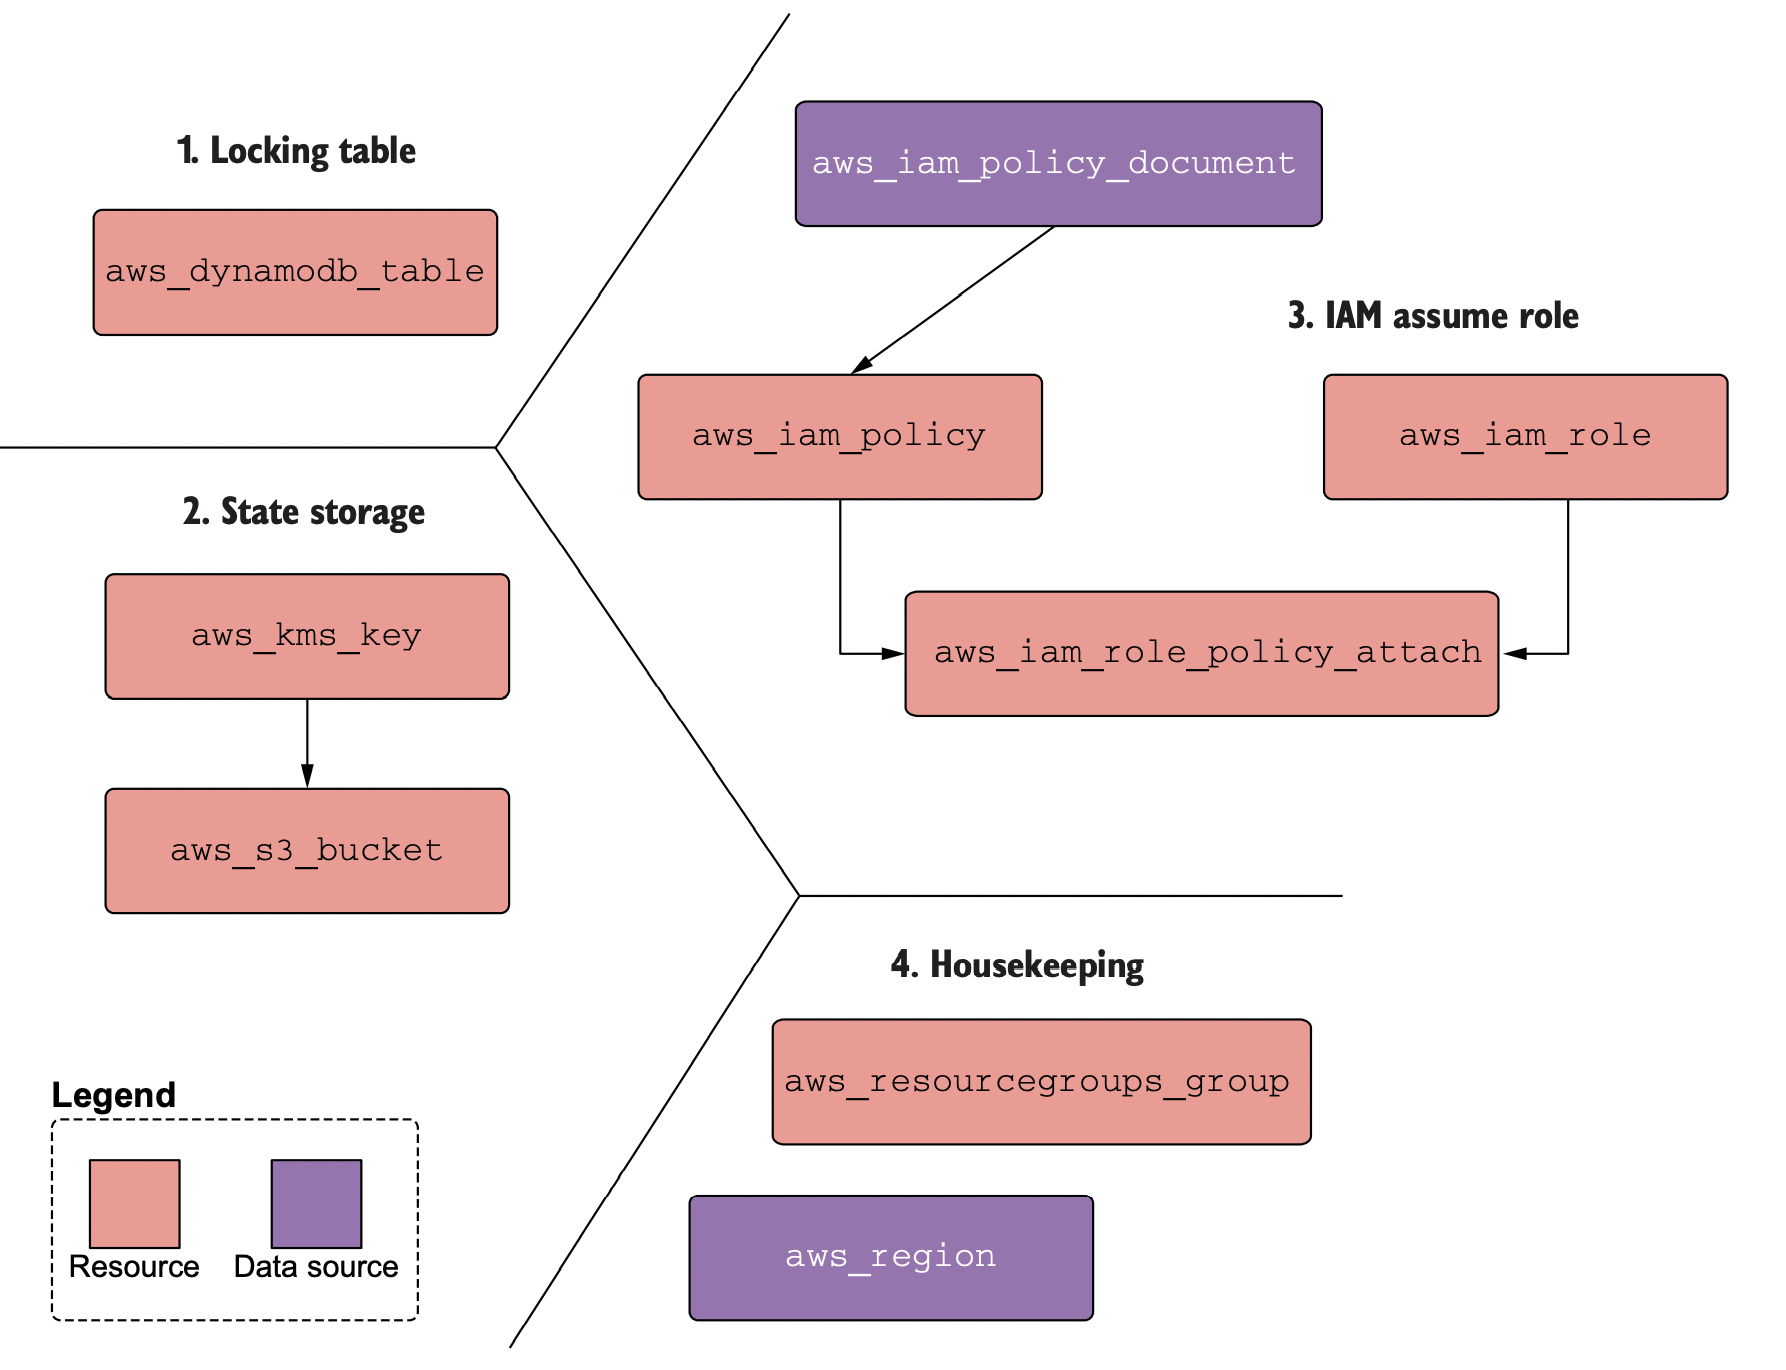 1. Locking table
aws_dynamodb_table
2. State storage
aws_kms_key
aws_s3_bucket
aws_iam_policy_document
3. IAM assume role
aws_iam_policy
aws_iam_role
aws_iam_role_policy_attach
4. Housekeeping
aws_resourcegroups_group
aws_region
Legend
Resource
Data source